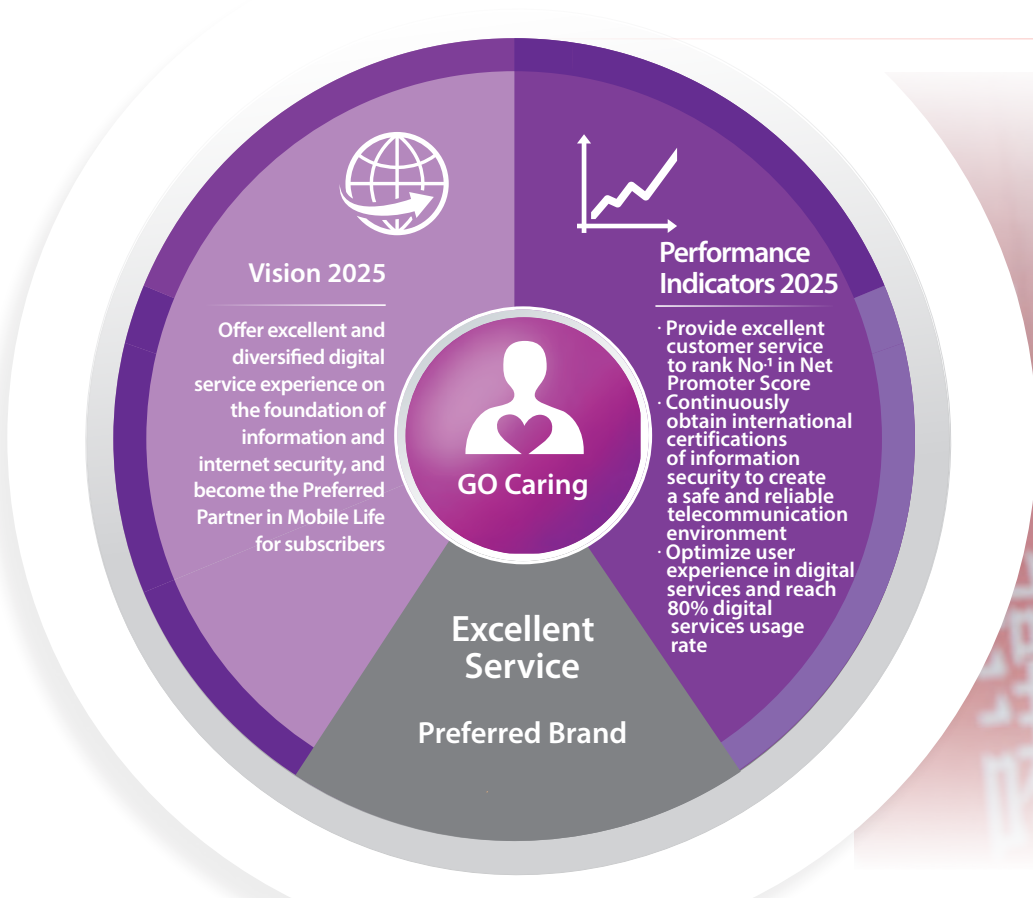 Vision 2025
Offer excellent and
diversified digital
service experience on
the foundation of
information and
internet security, and
become the Preferred
Partner in Mobile Life
for subscribers
Performance
Indicators 2025
· Provide excellent
customer service
to rank No.1 in Net
Promoter Score
· Continuously
obtain international
certifications
of information
security to create
a safe and reliable
telecommunication
environment
· Optimize user
experience in digital
services and reach
80% digital
services usage
rate
GO Caring
Excellent
Service
Preferred Brand